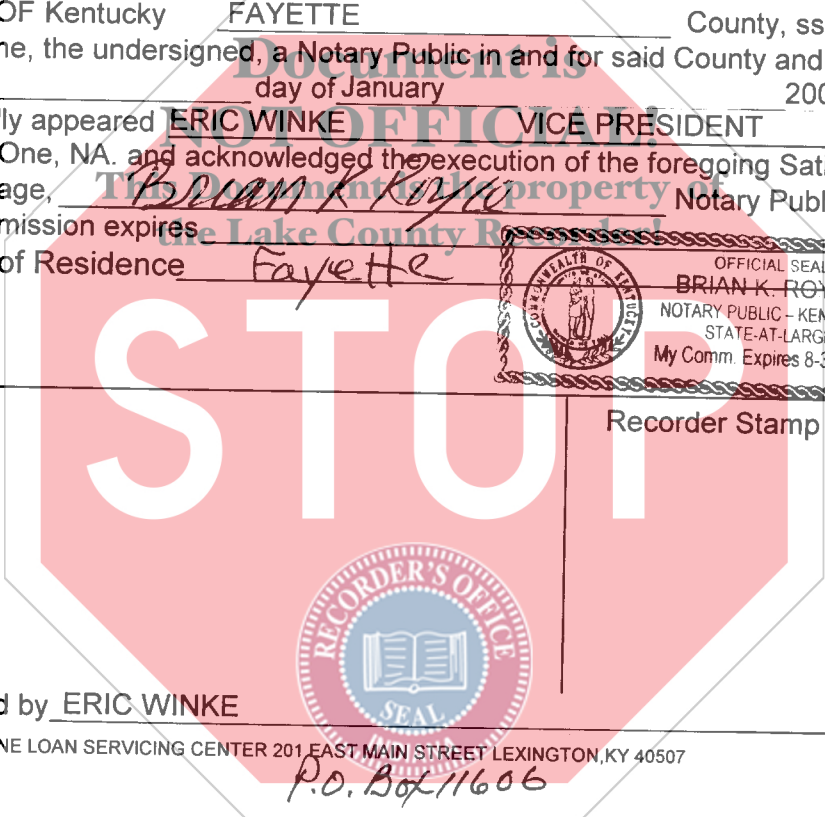 OF Kentucky FAYETTE County, ss
ne, the undersigned, a Notary Public in and for said County and
Document is
day of January 200
NOT OFFICIAL!
ly appeared ERIC WINKE VICE PRESIDENT
One, NA. and acknowledged the execution of the foregoing Sat
This Document is the property of
age, Brian K Royce Notary Publ
mission expires
the Lake County Recorder!
of Residence Fayette
COMMONWEALTH OF KENTUCKY
OFFICIAL SEAL
BRIAN K. ROY
NOTARY PUBLIC – KEN
STATE-AT-LARG
My Comm. Expires 8-3
STOP
Recorder Stamp
RECORDER'S OFFICE
SEAL
d by ERIC WINKE
NE LOAN SERVICING CENTER 201 EAST MAIN STREET LEXINGTON,KY 40507
P.O. Box 11606